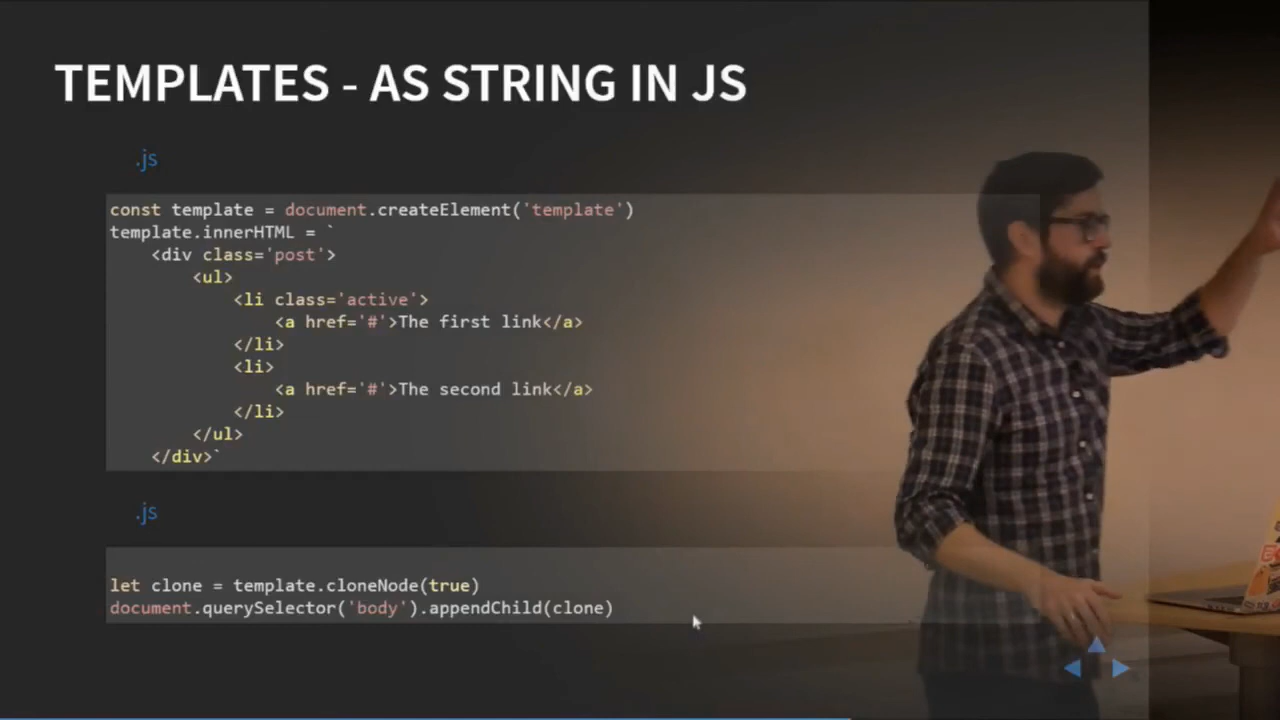 TEMPLATES - AS STRING IN JS
.js
const template = document.createElement('template')
template.innerHTML = `
<div class='post'>
<ul>
<li class='active'>
<a href='#'>The first link</a>
</li>
<li>
<a href='#'>The second link</a>
</li>
</ul>
</div>`
.js
let clone = template.cloneNode(true)
document.querySelector('body').appendChild(clone)